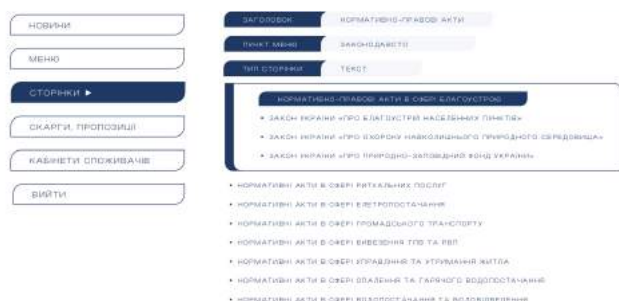 НОВИНИ
МЕНЮ
СТОРІНКИ ►
СКАРГИ, ПРОПОЗИЦІЇ
КАБІНЕТИ СПОЖИВАЧІВ
ВИЙТИ
ЗАГОЛОВОК НОРМАТИВНО-ПРАВОВІ АКТИ
ПУНКТ МЕНЮ ЗАКОНОДАВСТО
ТИП СТОРІНКИ ТЕКСТ
НОРМАТИВНО-ПРАВОВІ АКТИ В СФЕРІ БЛАГОУСТРОЮ
• ЗАКОН УКРАЇНИ «ПРО БЛАГОУСТРІЙ НАСЕЛЕННИХ ПУНКТІВ»
• ЗАКОН УКРАЇНИ «ПРО ОХОРОНУ НАВКОЛИШНЬОГО ПРИРОДНОГО СЕРЕДОВИЩА»
• ЗАКОН УКРАЇНИ «ПРО ПРИРОДНО-ЗАПОВІДНИЙ ФОНД УКРАЇНИ»
• НОРМАТИВНІ АКТИ В СФЕРІ РИТУАЛЬНИХ ПОСЛУГ
• НОРМАТИВНІ АКТИ В СФЕРІ ЕЛЕТРОПОСТАЧАННЯ
• НОРМАТИВНІ АКТИ В СФЕРІ ГРОМАДСЬКОГО ТРАНСПОРТУ
• НОРМАТИВНІ АКТИ В СФЕРІ ВИВЕЗЕННЯ ТПВ ТА РВП
• НОРМАТИВНІ АКТИ В СФЕРІ УПРАВЛІННЯ ТА УТРИМАННЯ ЖИТЛА
• НОРМАТИВНІ АКТИ В СФЕРІ ОПАЛЕННЯ ТА ГАРЯЧОГО ВОДОПОСТАЧАННЯ
• НОРМАТИВНІ АКТИ В СФЕРІ ВОДОПОСТАЧАННЯ ТА ВОДОВІДВЕДЕННЯ